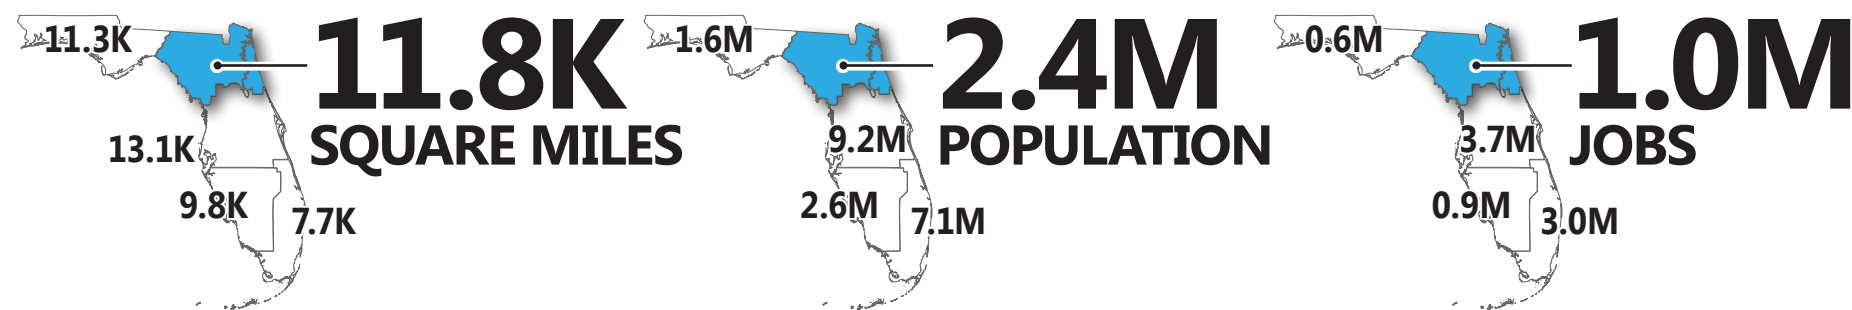 11.3K
11.8K
SQUARE MILES
13.1K
9.8K
7.7K
1.6M
2.4M
POPULATION
9.2M
2.6M
7.1M
0.6M
1.0M
JOBS
3.7M
0.9M
3.0M